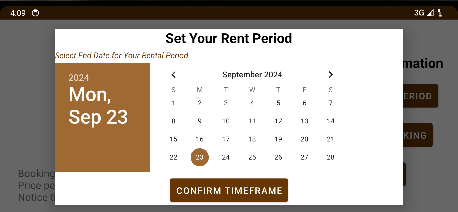 4:09
3G
Set Your Rent Period
mation
Select End Date for Your Rental Period
2024
Mon,
Sep 23
September 2024
S M T W T F S
1 2 3 4 5 6 7
8 9 10 11 12 13 14
15 16 17 18 19 20 21
22 23 24 25 26 27 28
ERIOD
KING
Booking
Price pe
Notice t
CONFIRM TIMEFRAME